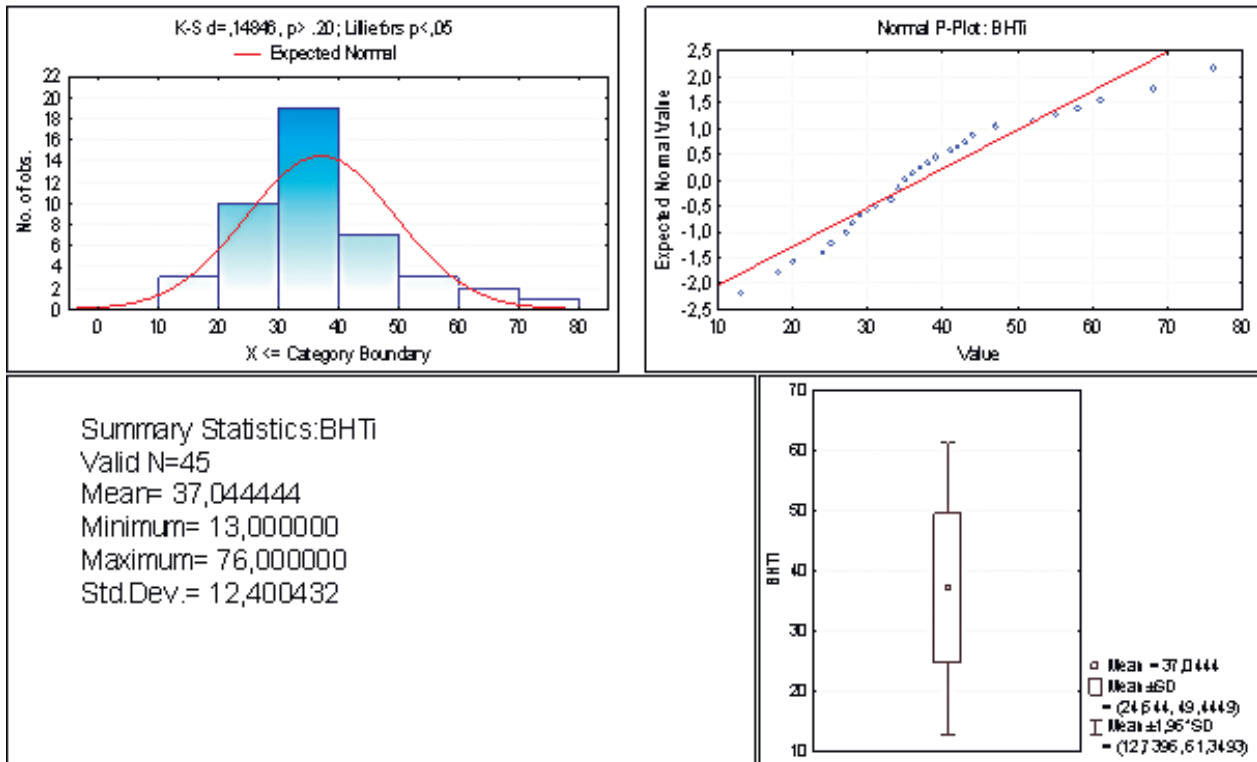 K-S d=,14846, p> .20; Lilliefors p<,05
Expected Normal
No. of obs.
22
20
18
16
14
12
10
8
6
4
2
0
0 10 20 30 40 50 60 70 80
X <= Category Boundary
Normal P-Plot: BHTi
Expected Normal Value
2,5
2,0
1,5
1,0
0,5
0,0
-0,5
-1,0
-1,5
-2,0
-2,5
10 20 30 40 50 60 70 80
Value
Summary Statistics:BHTi
Valid N=45
Mean= 37,044444
Minimum= 13,000000
Maximum= 76,000000
Std.Dev.= 12,400432
BHTi
70
60
50
40
30
20
10
Mean = 37,0444
Mean±SD
= (24,644, 49,4449)
Mean±1,96*SD
= (12,7396, 61,3493)